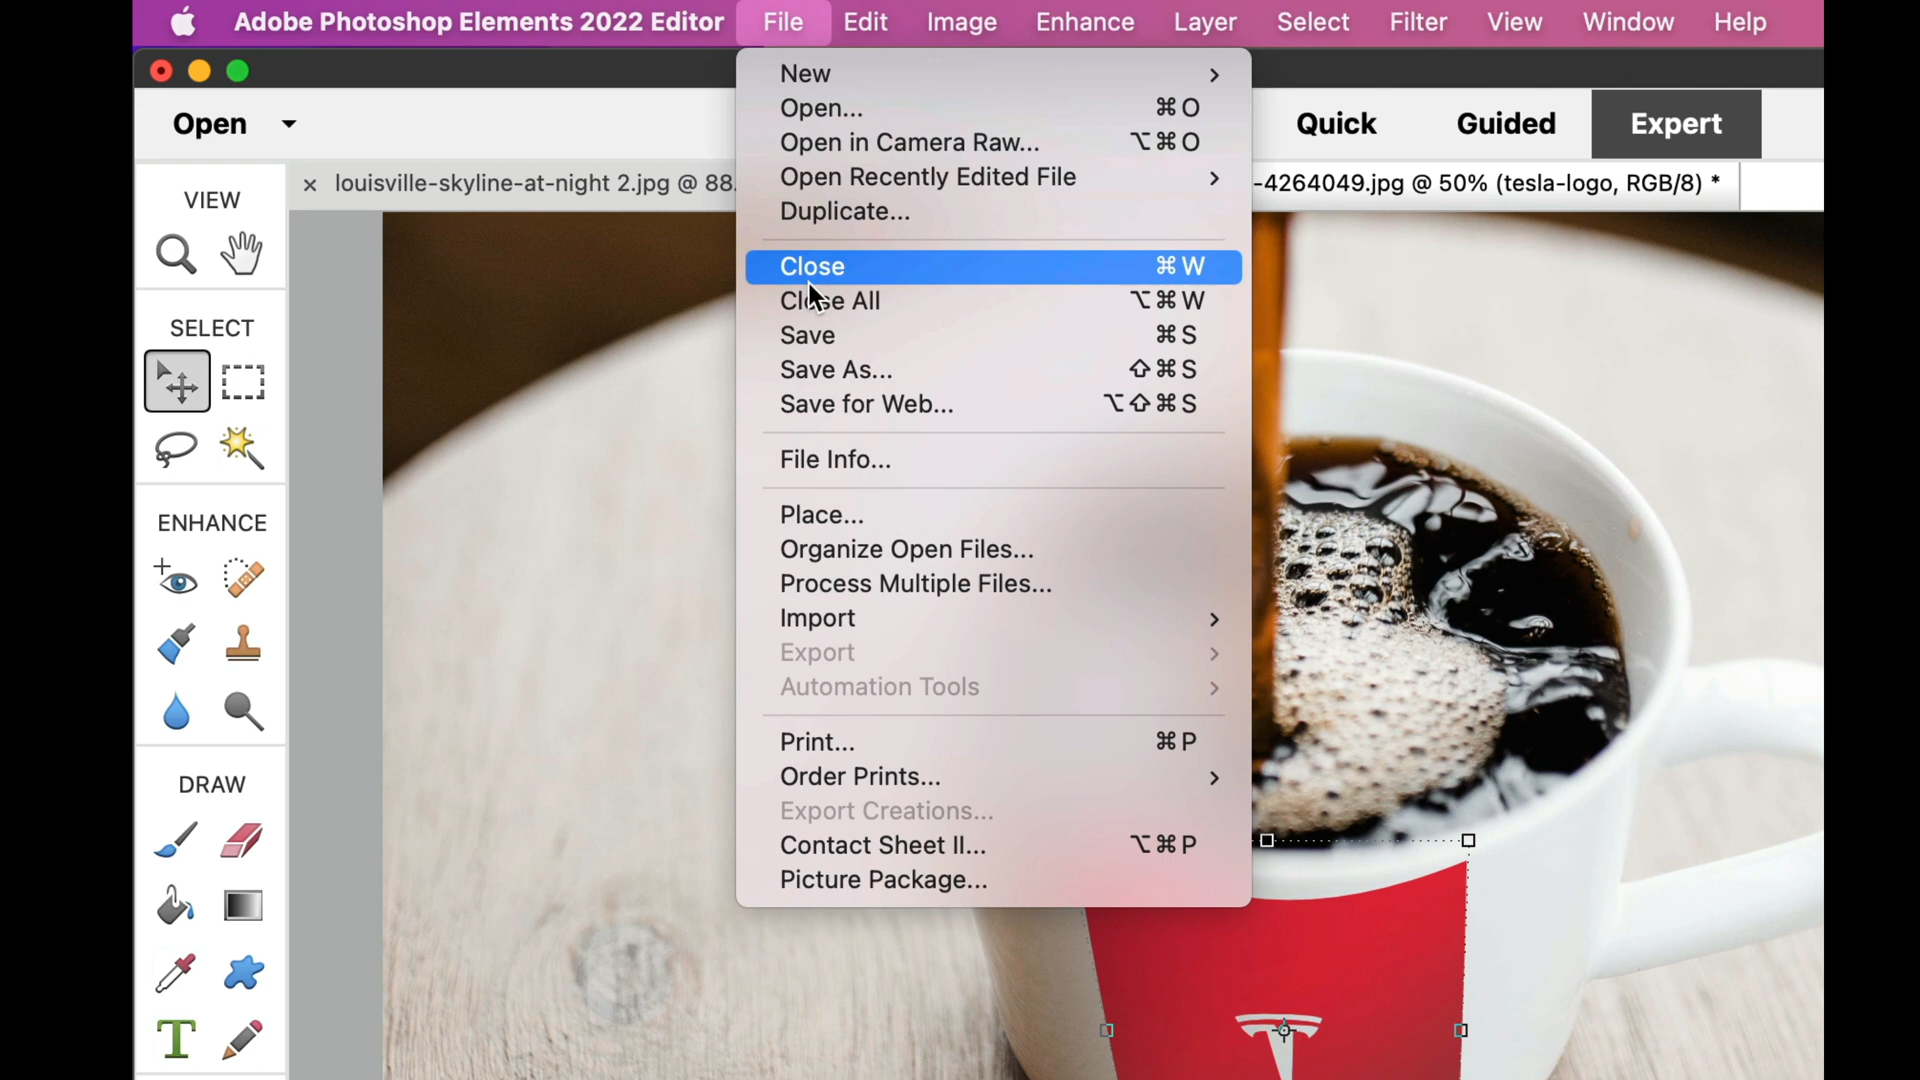 Adobe Photoshop Elements 2022 Editor File Edit Image Enhance Layer Select Filter View Window Help
Open
Quick Guided Expert
× louisville-skyline-at-night 2.jpg @ 88.
-4264049.jpg @ 50% (tesla-logo, RGB/8) *
VIEW
SELECT
ENHANCE
DRAW
New
Open... ⌘O
Open in Camera Raw... ⌥⌘O
Open Recently Edited File
Duplicate...
Close ⌘W
Close All ⌥⌘W
Save ⌘S
Save As... ⇧⌘S
Save for Web... ⌥⇧⌘S
File Info...
Place...
Organize Open Files...
Process Multiple Files...
Import
Export
Automation Tools
Print... ⌘P
Order Prints...
Export Creations...
Contact Sheet II... ⌥⌘P
Picture Package...